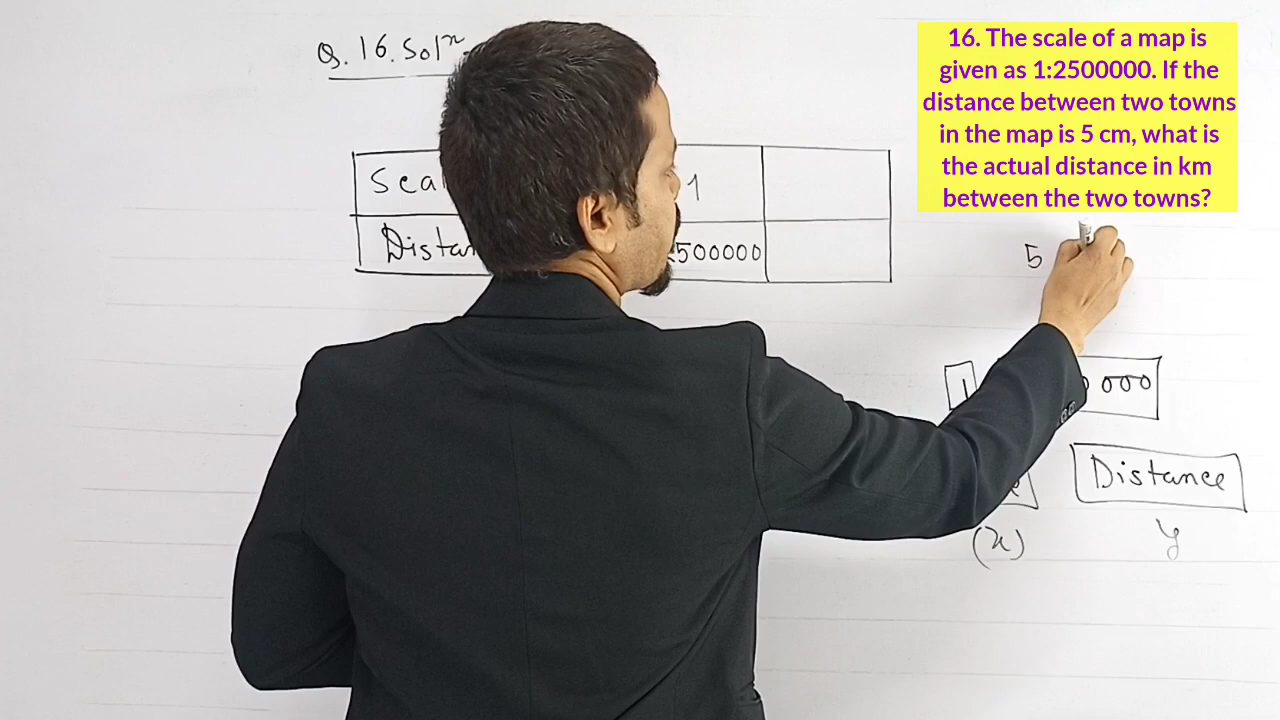 Q. 16. Solⁿ.
16. The scale of a map is
given as 1:2500000. If the
distance between two towns
in the map is 5 cm, what is
the actual distance in km
between the two towns?
1
500000
5
1
000
Distance
(x)
y